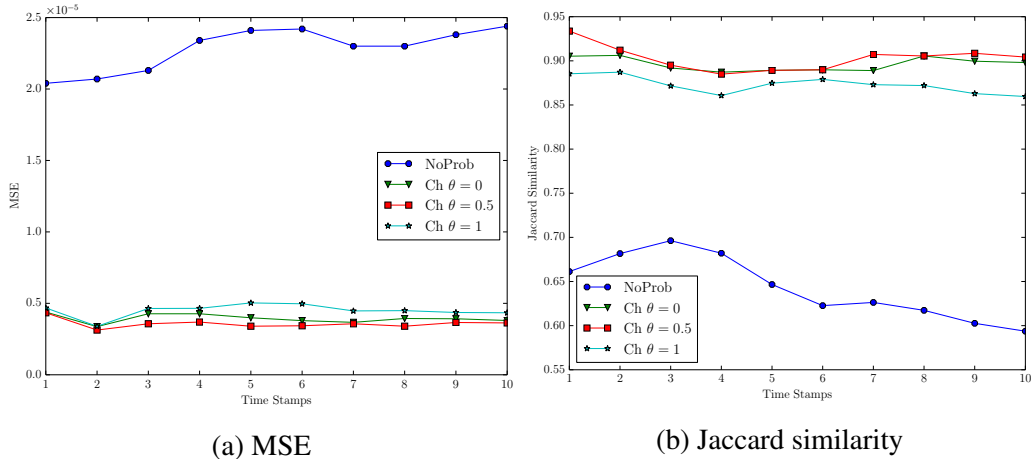 ×10−5
2.5
2.0
1.5
1.0
0.5
0.0
MSE
NoProb
Ch θ = 0
Ch θ = 0.5
Ch θ = 1
1 2 3 4 5 6 7 8 9 10
Time Stamps
(a) MSE
0.95
0.90
0.85
0.80
0.75
0.70
0.65
0.60
0.55
Jaccard Similarity
NoProb
Ch θ = 0
Ch θ = 0.5
Ch θ = 1
1 2 3 4 5 6 7 8 9 10
Time Stamps
(b) Jaccard similarity